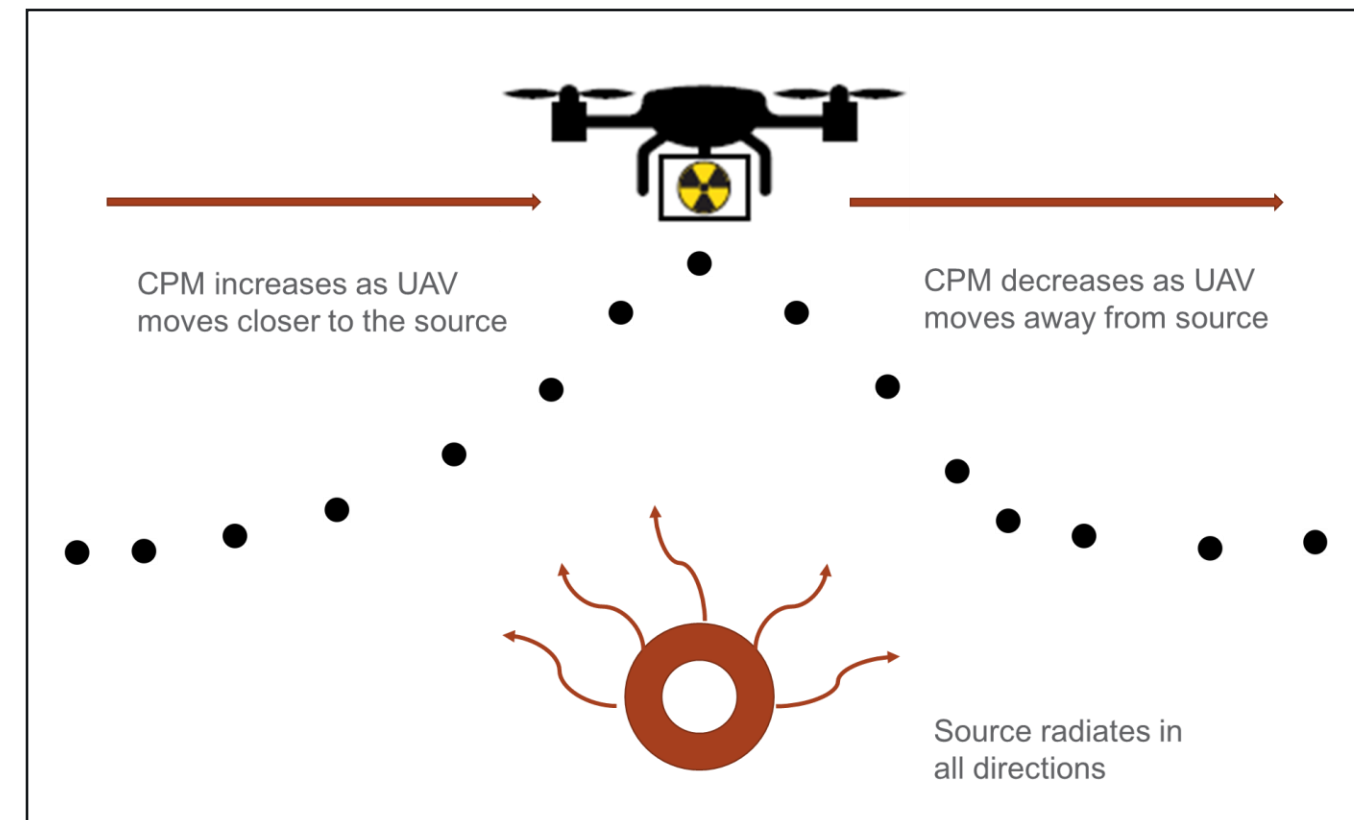 CPM increases as UAV
moves closer to the source
CPM decreases as UAV
moves away from source
Source radiates in
all directions